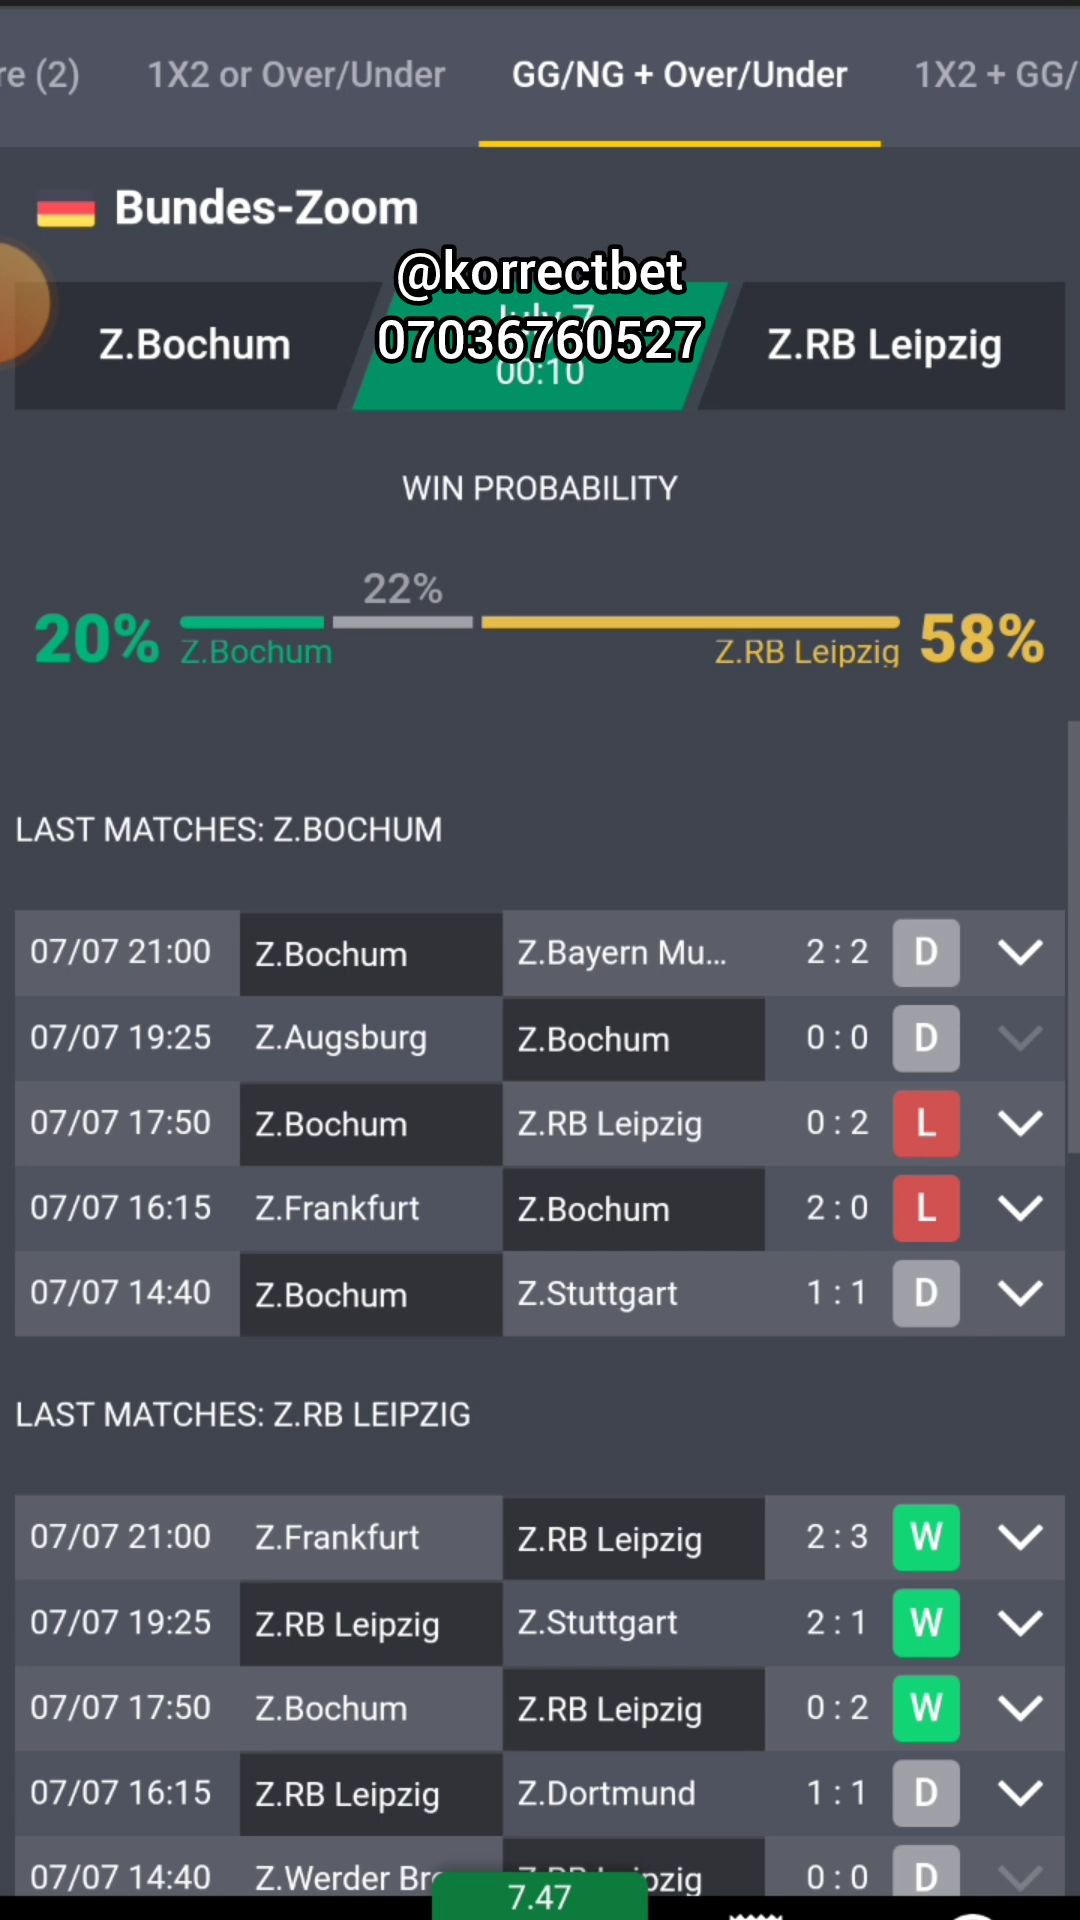 re (2) 1X2 or Over/Under GG/NG + Over/Under 1X2 + GG/
Bundes-Zoom
@korrectbet
Z.Bochum 07036760527 Z.RB Leipzig
July 7
00:10
WIN PROBABILITY
22%
20% Z.Bochum Z.RB Leipzig 58%
LAST MATCHES: Z.BOCHUM
07/07 21:00 Z.Bochum Z.Bayern Mu... 2 : 2 D
07/07 19:25 Z.Augsburg Z.Bochum 0 : 0 D
07/07 17:50 Z.Bochum Z.RB Leipzig 0 : 2 L
07/07 16:15 Z.Frankfurt Z.Bochum 2 : 0 L
07/07 14:40 Z.Bochum Z.Stuttgart 1 : 1 D
LAST MATCHES: Z.RB LEIPZIG
07/07 21:00 Z.Frankfurt Z.RB Leipzig 2 : 3 W
07/07 19:25 Z.RB Leipzig Z.Stuttgart 2 : 1 W
07/07 17:50 Z.Bochum Z.RB Leipzig 0 : 2 W
07/07 16:15 Z.RB Leipzig Z.Dortmund 1 : 1 D
07/07 14:40 Z.Werder Br Z.RB Leipzig 0 : 0 D
7.47